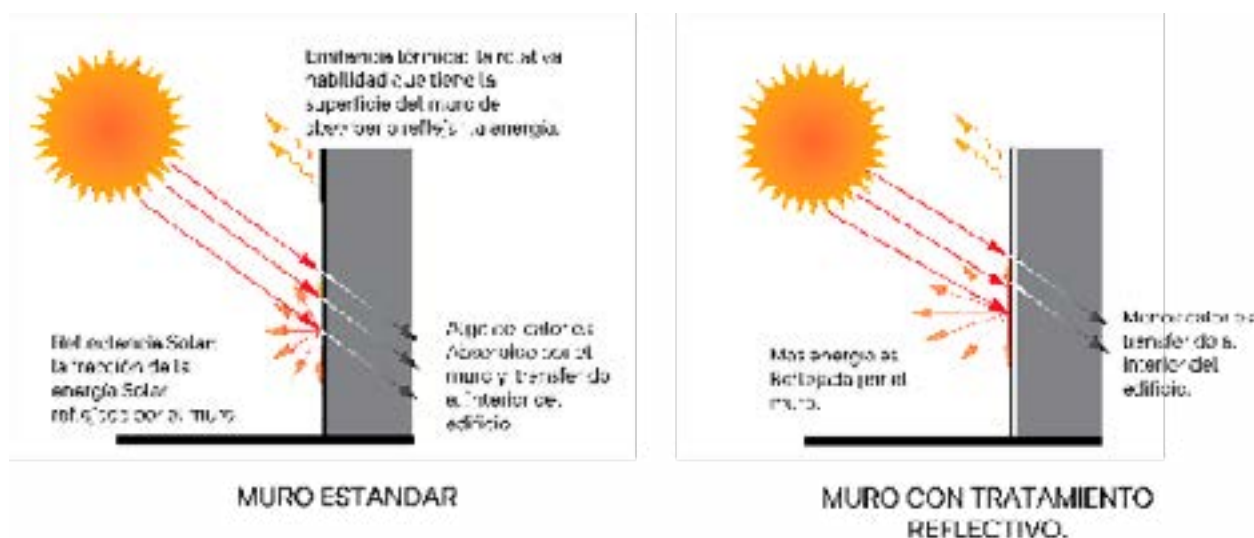 Emitencia térmica: la relativa
habilidad que tiene la
superficie del muro de
absorber o reflejar la energía.
Reflectancia Solar:
la fracción de la
energía Solar
reflejada por el muro.
Algo del calor es
Absorbido por el
muro y transferido
al interior del
edificio
MURO ESTANDAR
Mas energía es
Reflejada por el
muro.
Menos calor es
transferido al
interior del
edificio.
MURO CON TRATAMIENTO
REFLECTIVO.